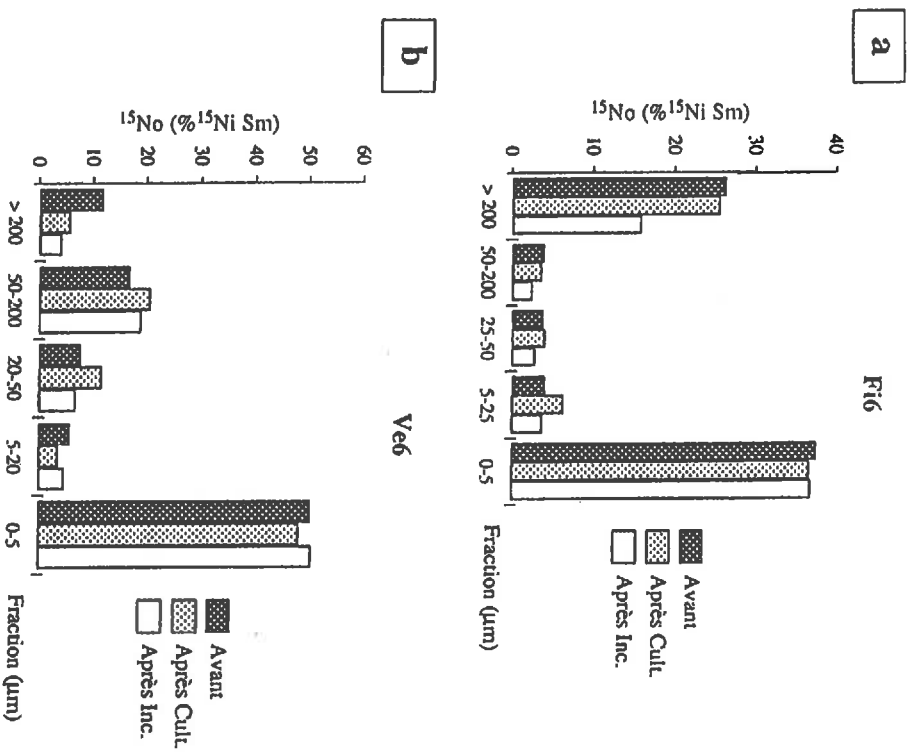 a
Fi6
¹⁵No (%¹⁵Ni Sm)
40
30
20
10
0
> 200
50-200
25-50
5-25
0-5
Fraction (µm)
Avant
Après Cult.
Après Inc.
b
Ve6
¹⁵No (%¹⁵Ni Sm)
60
50
40
30
20
10
0
> 200
50-200
20-50
5-20
0-5
Fraction (µm)
Avant
Après Cult.
Après Inc.